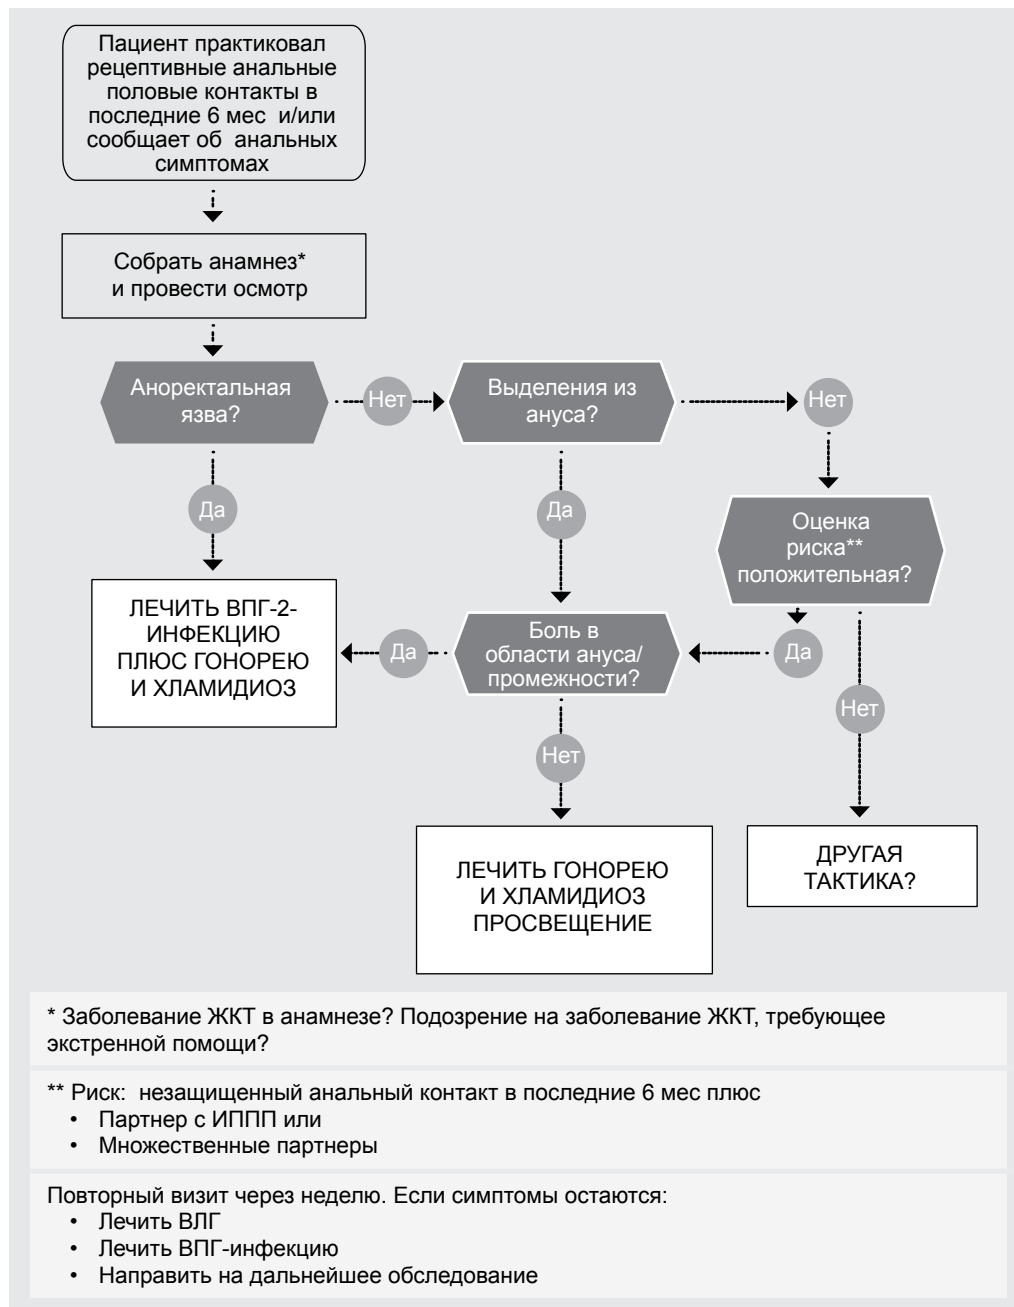 Пациент практиковал
рецептивные анальные
половые контакты в
последние 6 мес и/или
сообщает об анальных
симптомах
Собрать анамнез*
и провести осмотр
Аноректальная
язва?
Нет
Выделения из
ануса?
Нет
Да
Да
Оценка
риска**
положительная?
ЛЕЧИТЬ ВПГ-2-
ИНФЕКЦИЮ
ПЛЮС ГОНОРЕЮ
И ХЛАМИДИОЗ
Да
Боль в
области ануса/
промежности?
Да
Нет
Нет
ЛЕЧИТЬ ГОНОРЕЮ
И ХЛАМИДИОЗ
ПРОСВЕЩЕНИЕ
ДРУГАЯ
ТАКТИКА?
* Заболевание ЖКТ в анамнезе? Подозрение на заболевание ЖКТ, требующее
экстренной помощи?
** Риск: незащищенный анальный контакт в последние 6 мес плюс
• Партнер с ИППП или
• Множественные партнеры
Повторный визит через неделю. Если симптомы остаются:
• Лечить ВЛГ
• Лечить ВПГ-инфекцию
• Направить на дальнейшее обследование